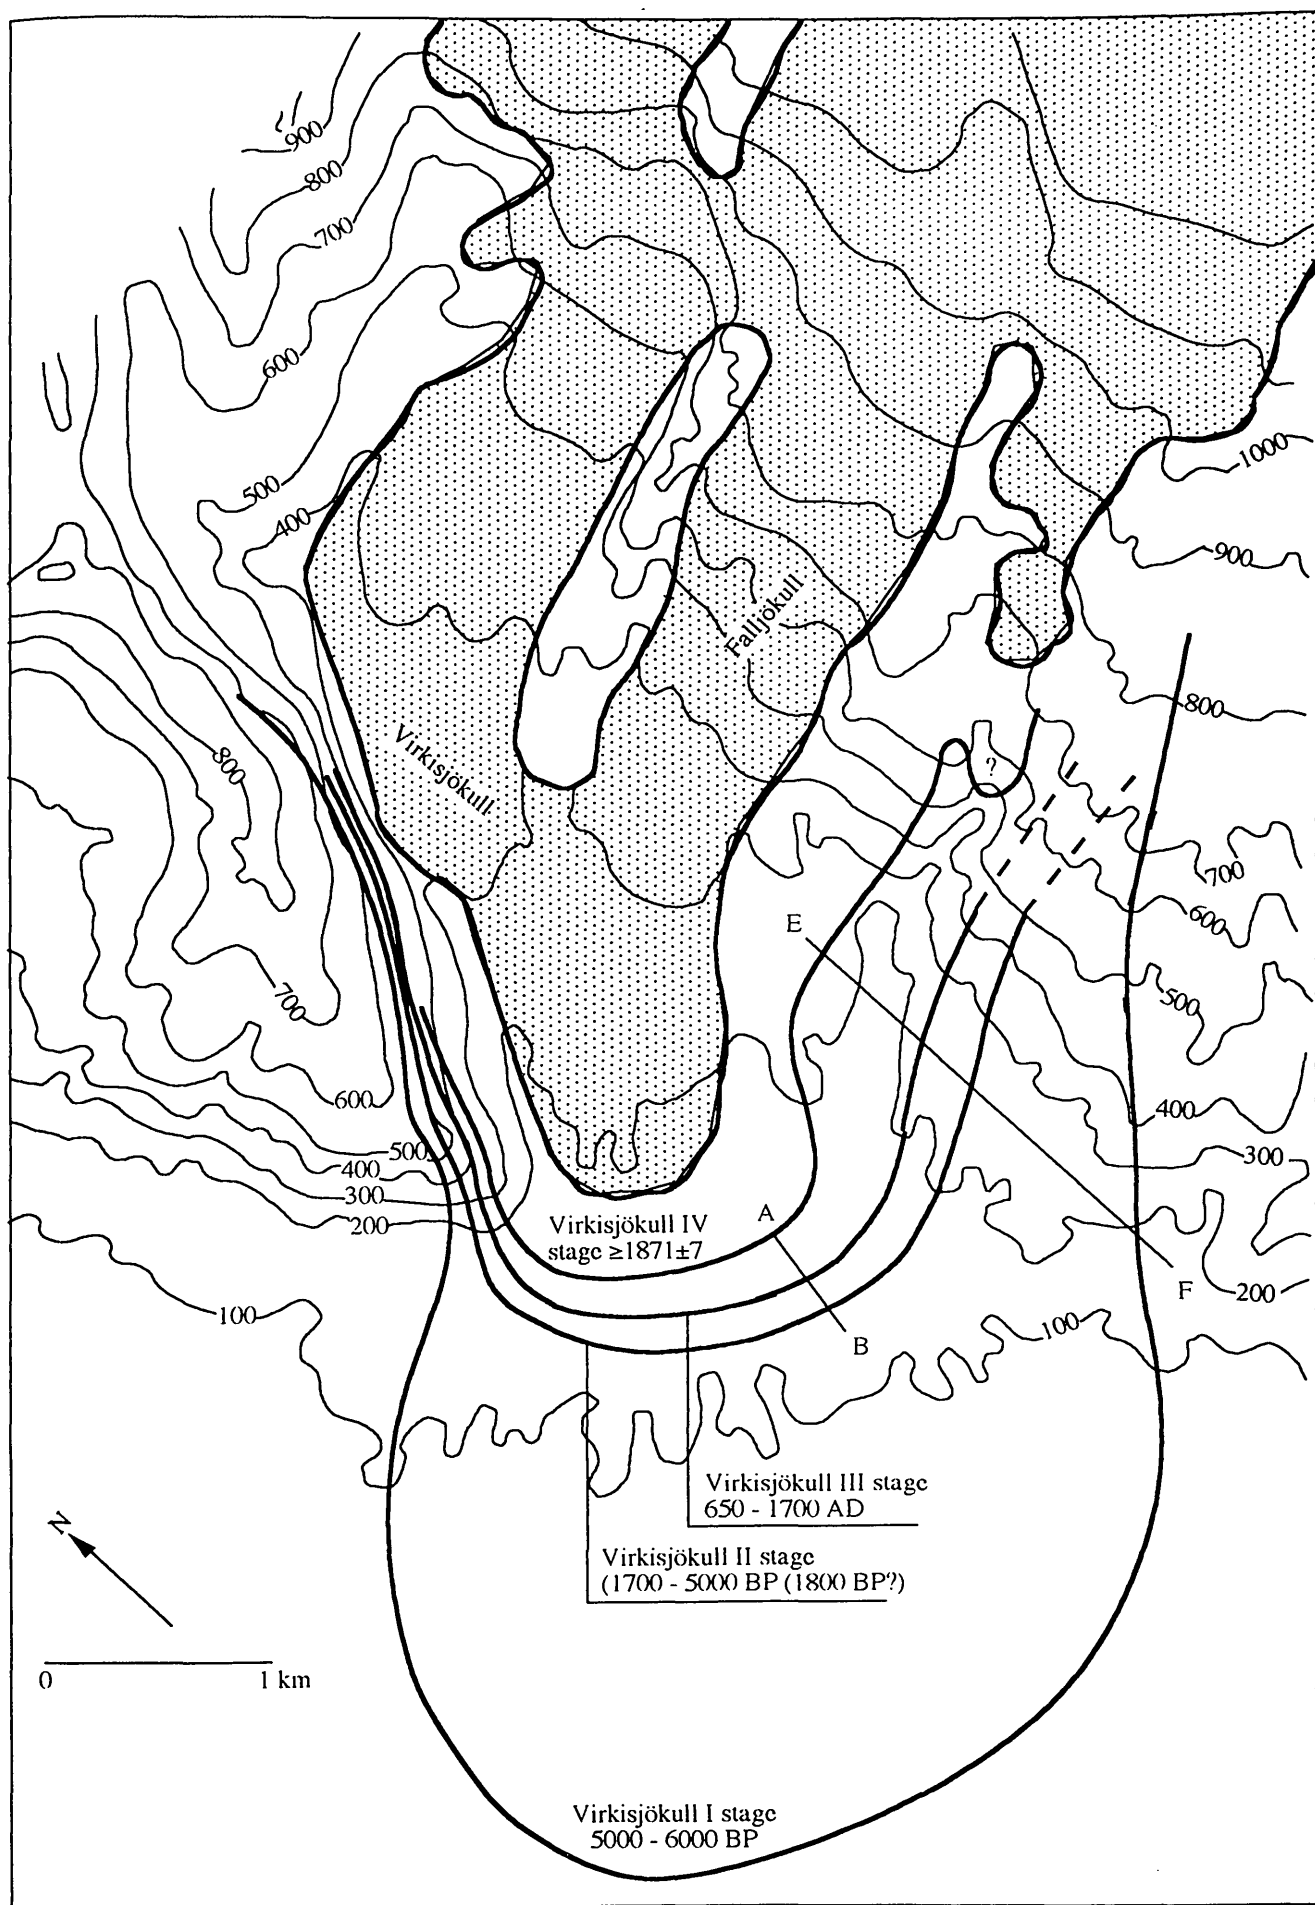 900
800
700
600
500
400
1000
900
Falljökull
800
800
Virkisjökull
?
700
600
E
500
700
600
400
500
400
300
300
200
Virkisjökull IV
stage ≥1871±7
A
F
200
100
100
B
Virkisjökull III stage
650 - 1700 AD
N
Virkisjökull II stage
(1700 - 5000 BP (1800 BP?)
0
1 km
Virkisjökull I stage
5000 - 6000 BP